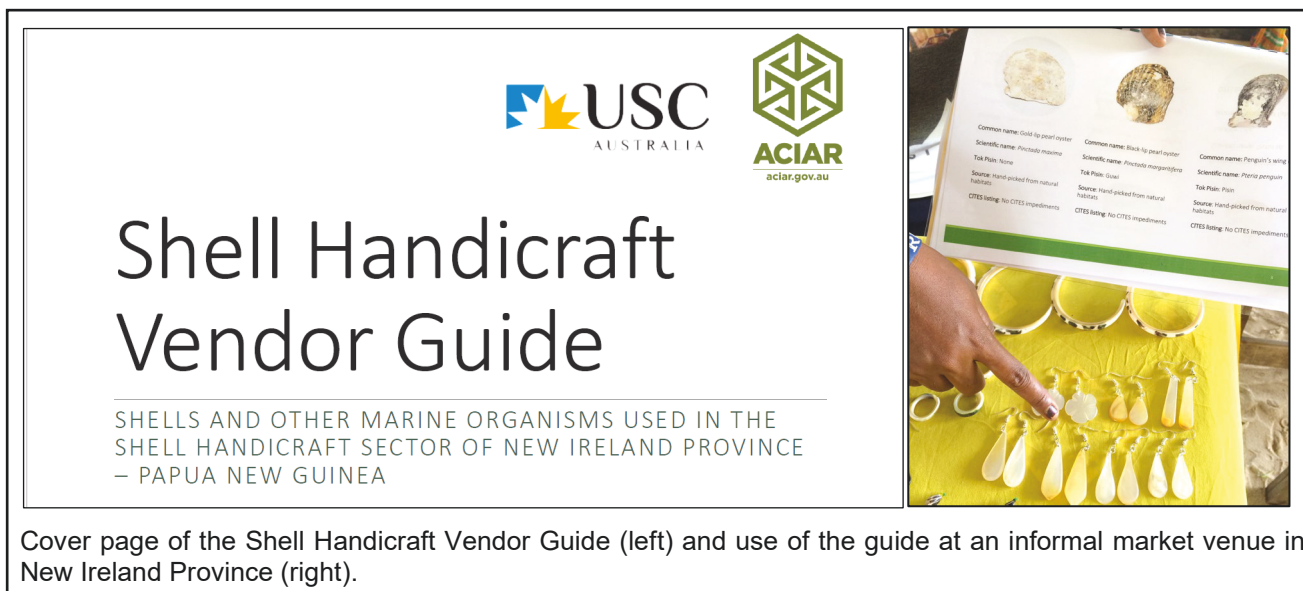 USC
AUSTRALIA
ACIAR
aciar.gov.au
Shell Handicraft
Vendor Guide
SHELLS AND OTHER MARINE ORGANISMS USED IN THE
SHELL HANDICRAFT SECTOR OF NEW IRELAND PROVINCE
– PAPUA NEW GUINEA
Common name: Gold-lip pearl oyster
Scientific name: Pinctada maxima
Tok Pisin: None
Source: Hand-picked from natural
habitats
CITES listing: No CITES impediments
Common name: Black-lip pearl oyster
Scientific name: Pinctada margaritifera
Tok Pisin: Guwi
Source: Hand-picked from natural
habitats
CITES listing: No CITES impediments
Common name: Penguin's wing
Scientific name: Pteria penguin
Tok Pisin: Pisin
Source: Hand-picked from natural
habitats
CITES listing: No CITES impediments
Cover page of the Shell Handicraft Vendor Guide (left) and use of the guide at an informal market venue in
New Ireland Province (right).